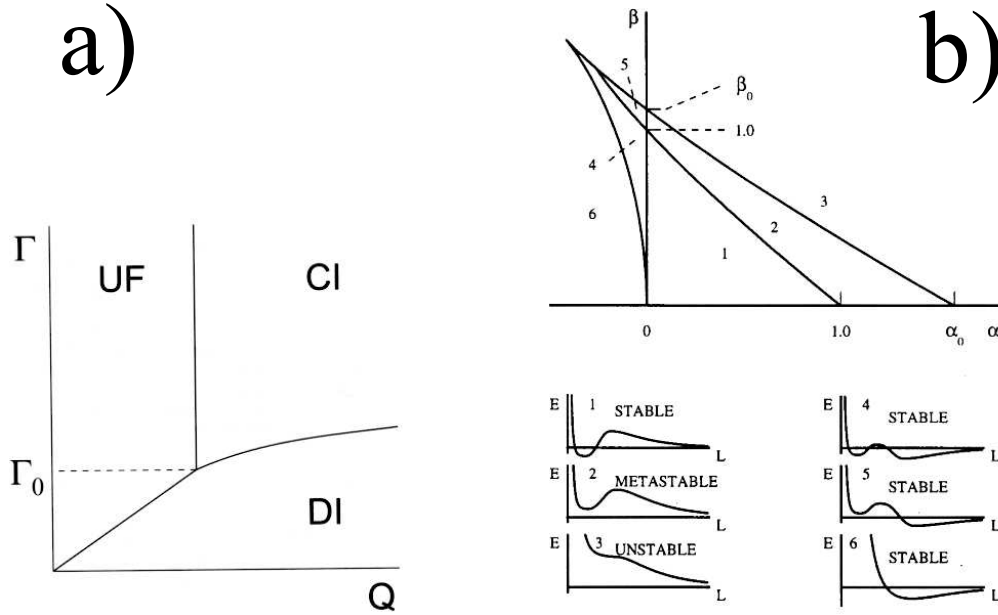 a)
Γ
UF
CI
Γ0
DI
Q
b)
β
5
β0
1.0
4
3
6
2
1
0
1.0
α0
α
E
1
STABLE
L
E
2
METASTABLE
L
E
3
UNSTABLE
L
E
4
STABLE
L
E
5
STABLE
L
E
6
STABLE
L